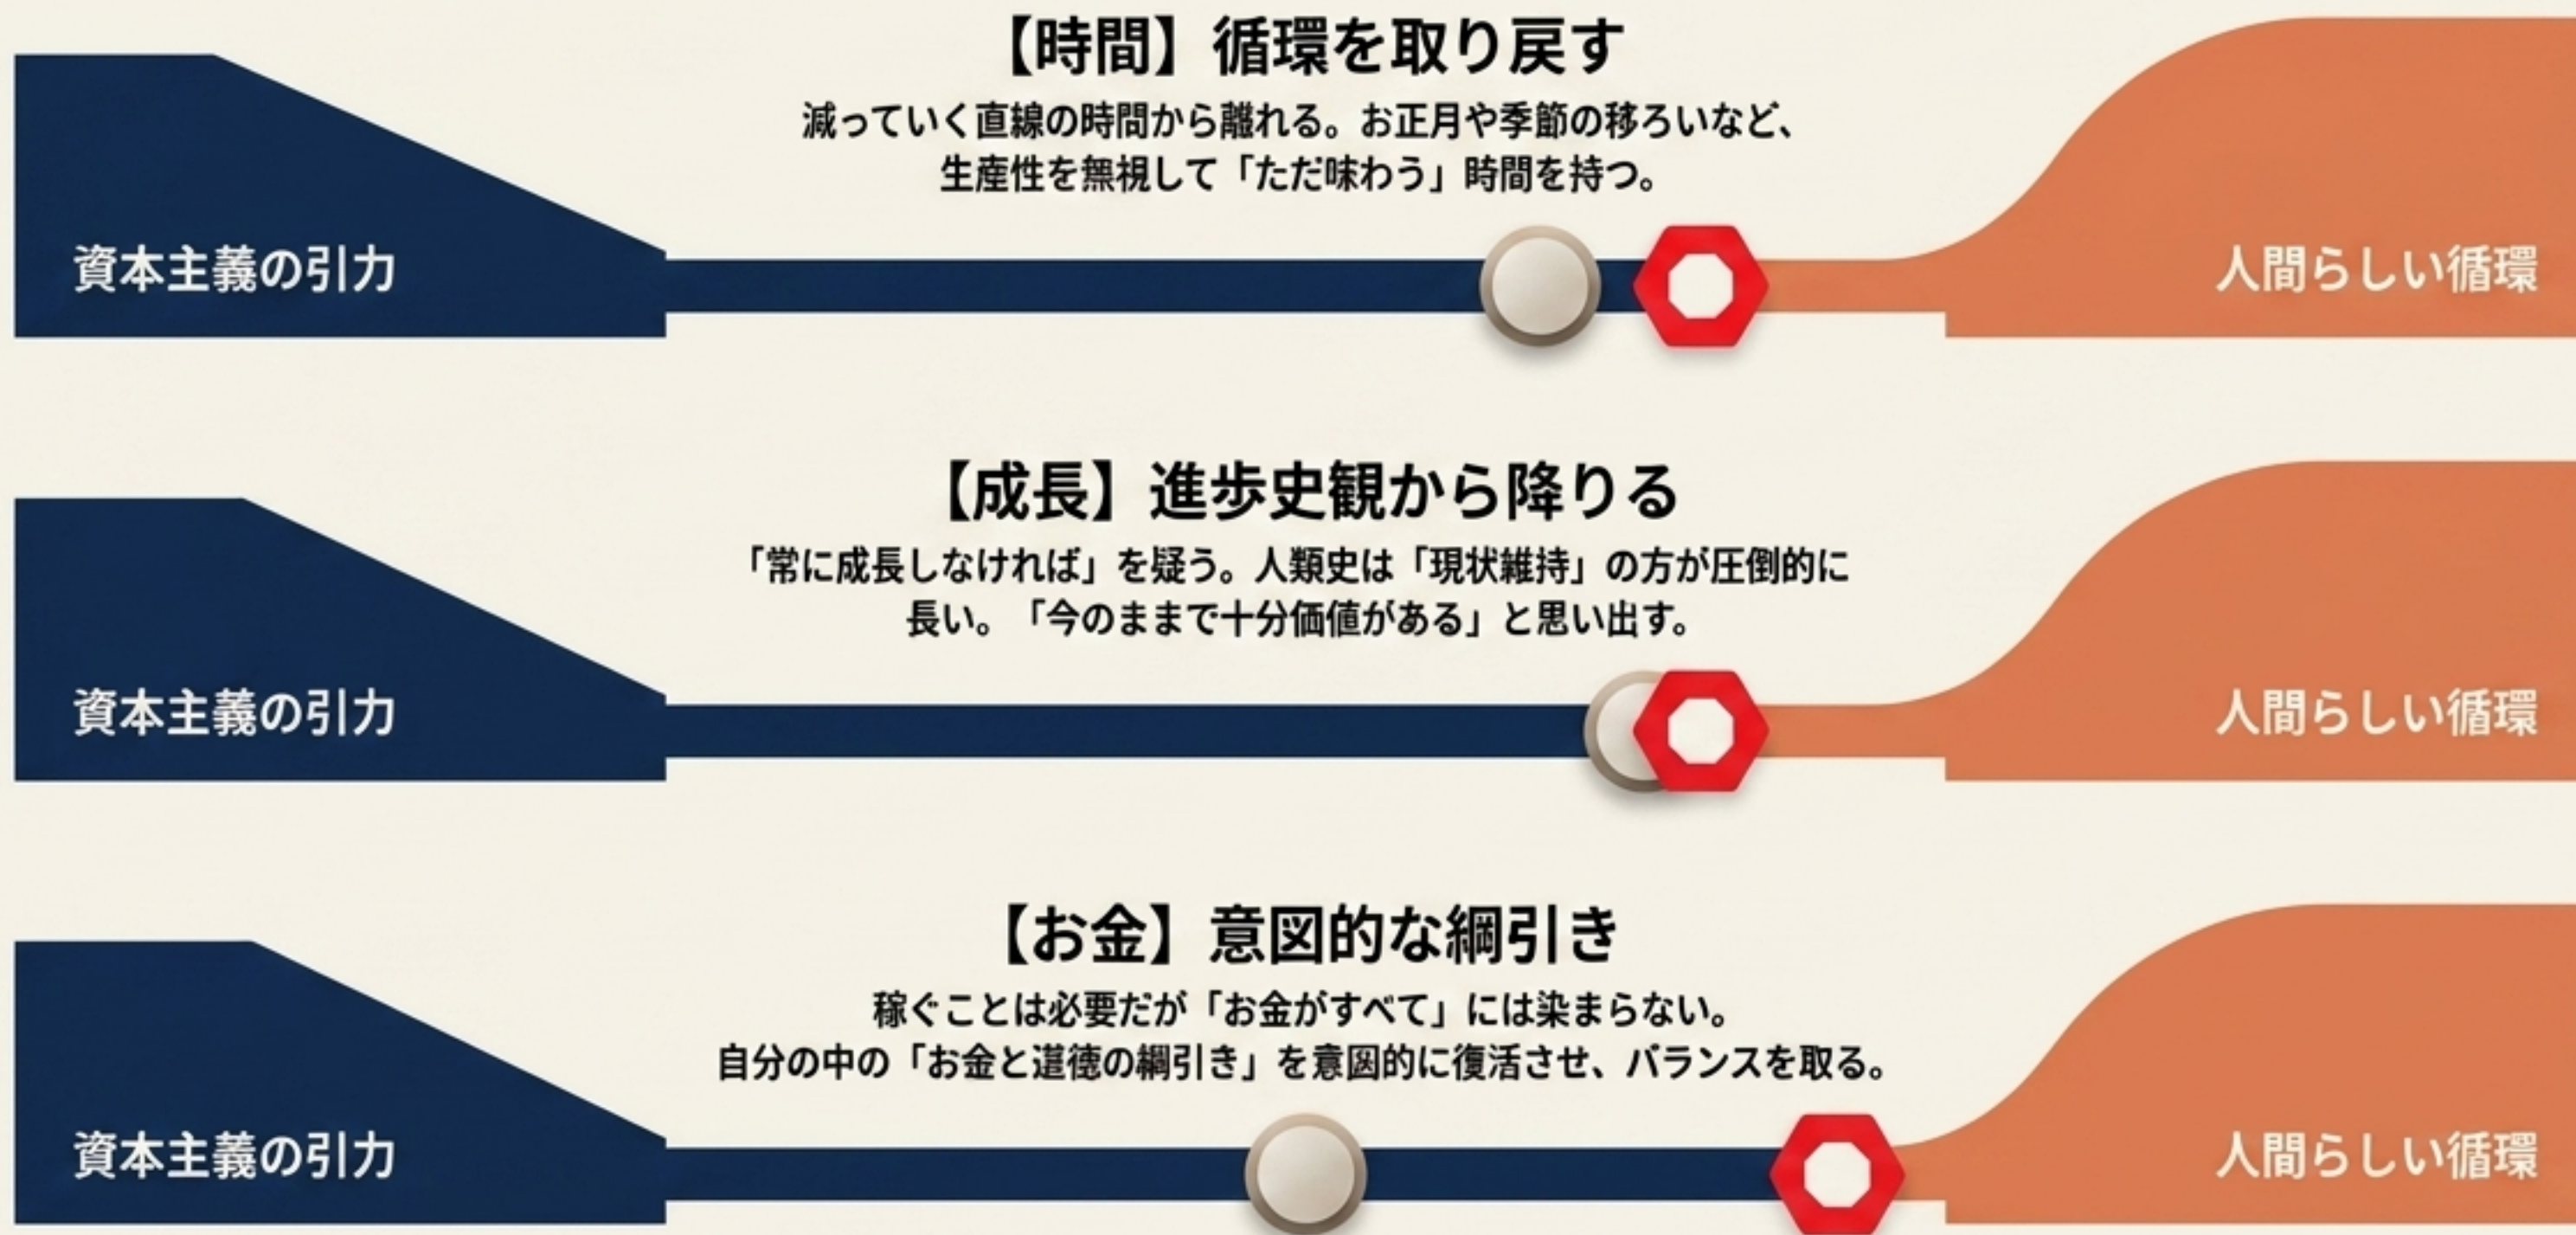 【時間】循環を取り戻す
減っていく直線の時間から離れる。お正月や季節の移ろいなど、
生産性を無視して「ただ味わう」時間を持つ。
資本主義の引力
人間らしい循環
【成長】進歩史観から降りる
「常に成長しなければ」を疑う。人類史は「現状維持」の方が圧倒的に
長い。「今のままで十分価値がある」と思い出す。
資本主義の引力
人間らしい循環
【お金】意図的な綱引き
稼ぐことは必要だが「お金がすべて」には染まらない。
自分の中の「お金と道徳の綱引き」を意図的に復活させ、バランスを取る。
資本主義の引力
人間らしい循環